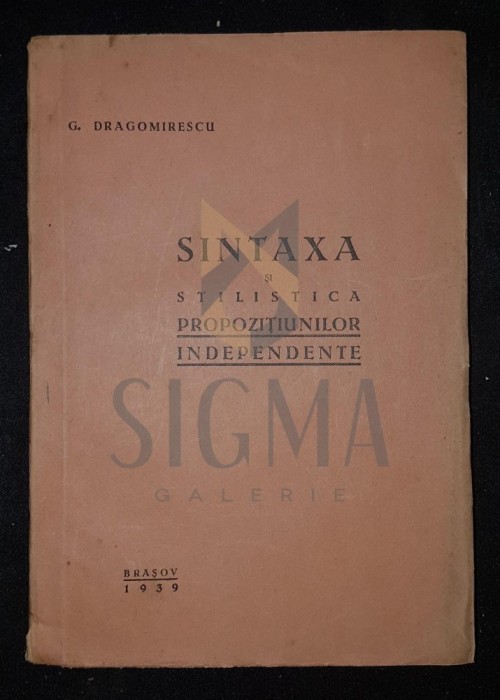 G. DRAGOMIRESCU
SINTAXA
ȘI
STILISTICA
PROPOZIȚIUNILOR
INDEPENDENTE
SIGMA
GALERIE
BRAȘOV
1939